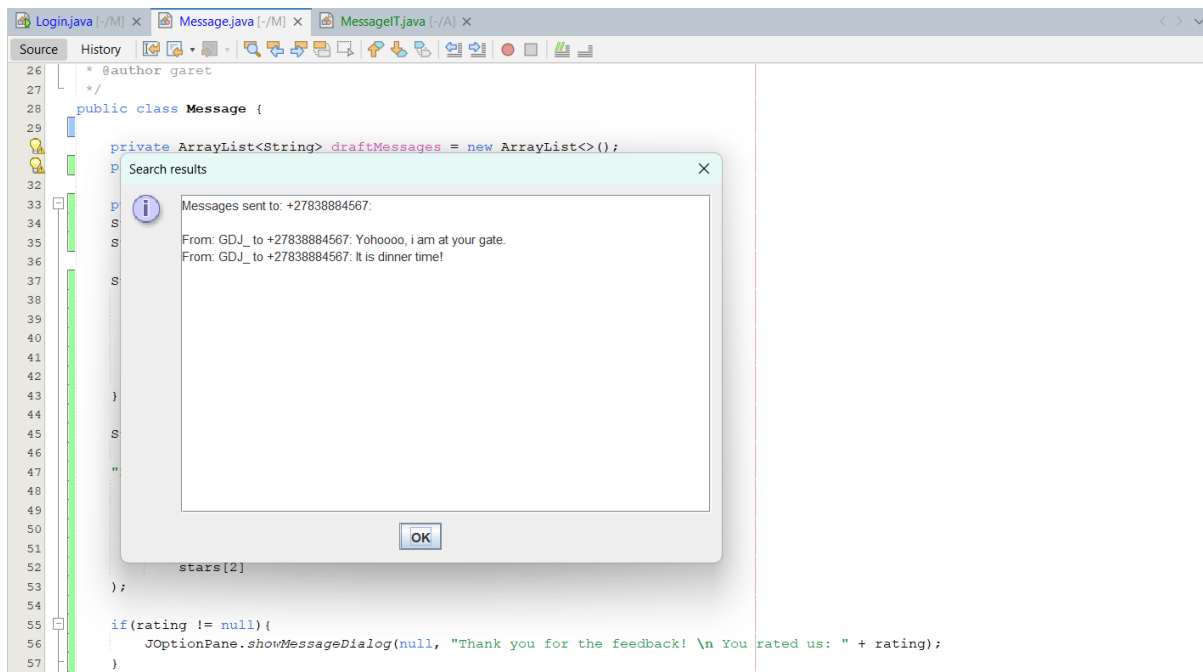 Login.java [-/M] Message.java [-/M] MessageIT.java [-/A]
Source History
26 * @author garet
27 */
28 public class Message {
29
private ArrayList<String> draftMessages = new ArrayList<>();
p
Search results
32
33 p
34 S
35 S
36
37 S
38
39
40
41
42
43 }
44
45 S
46
47 "
48
49
50
51
Messages sent to: +27838884567:
From: GDJ_ to +27838884567: Yohoooo, i am at your gate.
From: GDJ_ to +27838884567: It is dinner time!
OK
52 stars[2]
53 );
54
55 if(rating != null){
56 JOptionPane.showMessageDialog(null, "Thank you for the feedback! \n You rated us: " + rating);
57 }